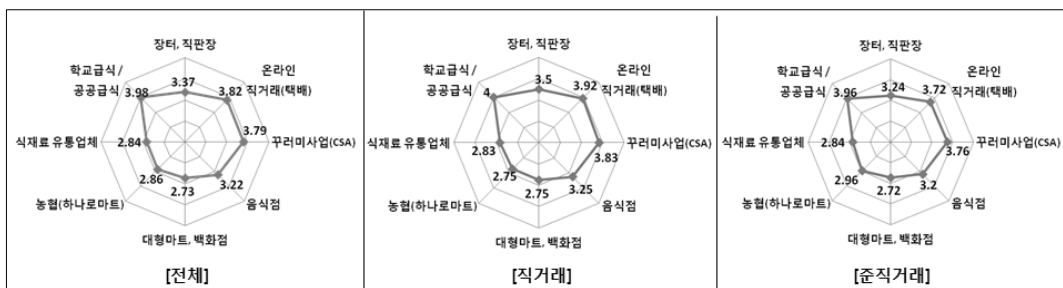 장터, 직판장
학교급식 /
공공급식
온라인
직거래(택배)
3.37
3.98
3.82
식재료 유통업체
2.84
3.79
꾸러미사업(CSA)
2.86
2.73
3.22
농협(하나로마트)
음식점
대형마트, 백화점
[전체]
장터, 직판장
학교급식 /
공공급식
온라인
직거래(택배)
3.5
4
3.92
식재료 유통업체
2.83
3.83
꾸러미사업(CSA)
2.75
2.75
3.25
농협(하나로마트)
음식점
대형마트, 백화점
[직거래]
장터, 직판장
학교급식 /
공공급식
온라인
직거래(택배)
3.24
3.96
3.72
식재료 유통업체
2.84
3.76
꾸러미사업(CSA)
2.96
2.72
3.2
농협(하나로마트)
음식점
대형마트, 백화점
[준직거래]